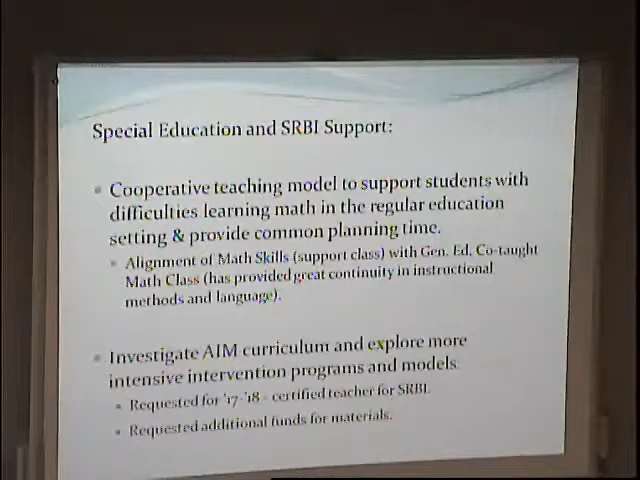 Special Education and SRBI Support:
Cooperative teaching model to support students with
difficulties learning math in the regular education
setting & provide common planning time.
Alignment of Math Skills (support class) with Gen. Ed. Co-taught
Math Class (has provided great continuity in instructional
methods and language).
Investigate AIM curriculum and explore more
intensive intervention programs and models.
Requested for '17-'18 - certified teacher for SRBI.
Requested additional funds for materials.